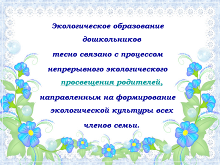 Экологическое образование
дошкольников
тесно связано с процессом
непрерывного экологического
просвещения родителей,
направленным на формирование
экологической культуры всех
членов семьи.